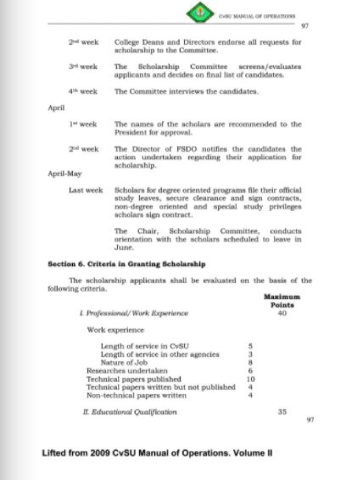 CvSU MANUAL OF OPERATIONS
97
2nd week College Deans and Directors endorse all requests for
scholarship to the Committee.
3rd week The Scholarship Committee screens/evaluates
applicants and decides on final list of candidates.
4th week The Committee interviews the candidates.
April
1st week The names of the scholars are recommended to the
President for approval.
2nd week The Director of FSDO notifies the candidates the
action undertaken regarding their application for
scholarship.
April-May
Last week Scholars for degree oriented programs file their official
study leaves, secure clearance and sign contracts,
non-degree oriented and special study privileges
scholars sign contract.
The Chair, Scholarship Committee, conducts
orientation with the scholars scheduled to leave in
June.
Section 6. Criteria in Granting Scholarship
The scholarship applicants shall be evaluated on the basis of the
following criteria.
Maximum
Points
I. Professional/Work Experience 40
Work experience
Length of service in CvSU 5
Length of service in other agencies 3
Nature of Job 8
Researches undertaken 6
Technical papers published 10
Technical papers written but not published 4
Non-technical papers written 4
II. Educational Qualification 35
97
Lifted from 2009 CvSU Manual of Operations. Volume II